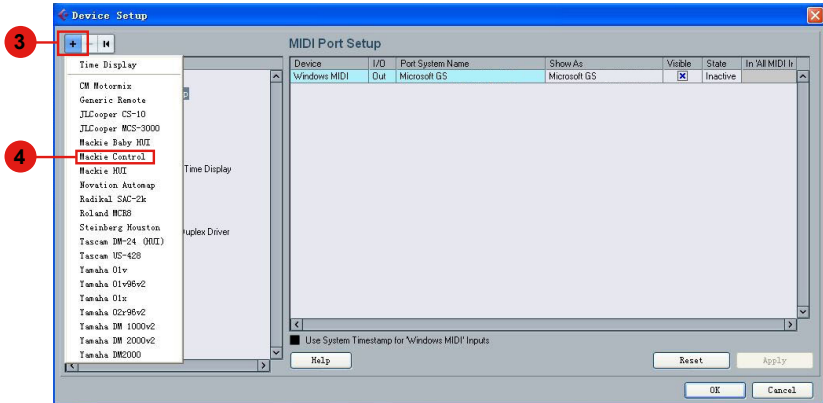 Device Setup
3
+ - |◀
MIDI Port Setup
Time Display
Device I/O Port System Name Show As Visible State In 'All MIDI Ir
Windows MIDI Out Microsoft GS Microsoft GS Inactive
CM Motormix
Generic Remote
JLCooper CS-10
JLCooper MCS-3000
Mackie Baby HUI
4
Mackie Control
Mackie HUI
Time Display
Novation Automap
Radikal SAC-2k
Roland MCR8
Steinberg Houston
uplex Driver
Tascam DM-24 (HUI)
Tascam US-428
Yamaha 01v
Yamaha 01v96v2
Yamaha 01x
Yamaha 02r96v2
Yamaha DM 1000v2
Yamaha DM 2000v2
Yamaha DM2000
Use System Timestamp for 'Windows MIDI' Inputs
Help Reset Apply
OK Cancel